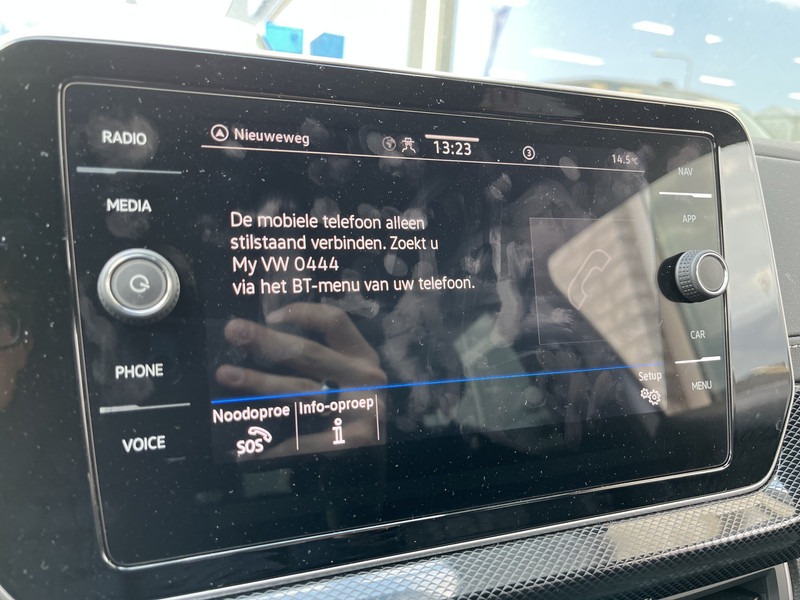 RADIO
MEDIA
PHONE
VOICE
Nieuweweg
13:23
3
14.5°C
De mobiele telefoon alleen
stilstaand verbinden. Zoekt u
My VW 0444
via het BT-menu van uw telefoon.
Noodoproe
SOS
Info-oproep
i
Setup
NAV
APP
CAR
MENU